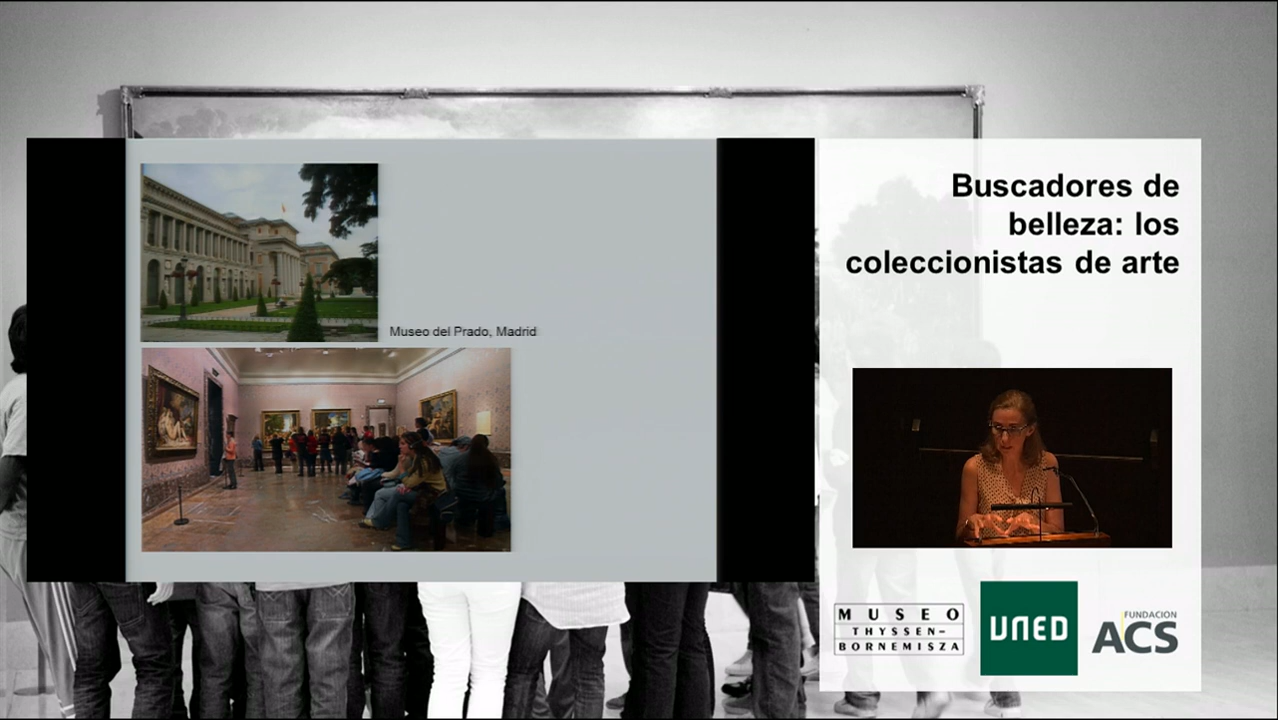 Museo del Prado, Madrid
Buscadores de
belleza: los
coleccionistas de arte
MUSEO
THYSSEN-
BORNEMISZA
UNED
FUNDACION
ACS